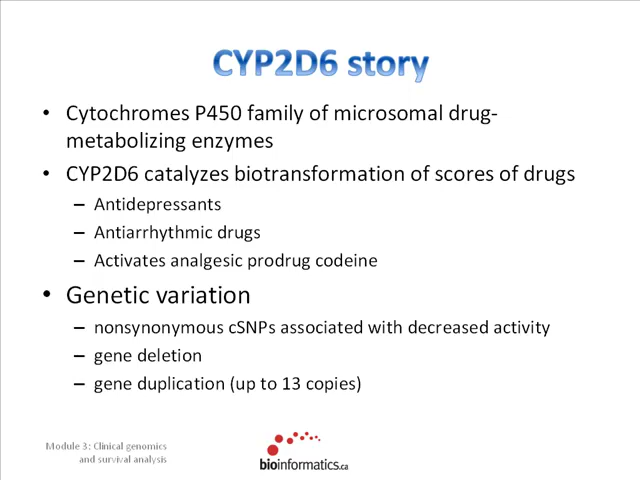 CYP2D6 story
• Cytochromes P450 family of microsomal drug-
metabolizing enzymes
• CYP2D6 catalyzes biotransformation of scores of drugs
– Antidepressants
– Antiarrhythmic drugs
– Activates analgesic prodrug codeine
• Genetic variation
– nonsynonymous cSNPs associated with decreased activity
– gene deletion
– gene duplication (up to 13 copies)
Module 3: Clinical genomics
and survival analysis
bioinformatics.ca